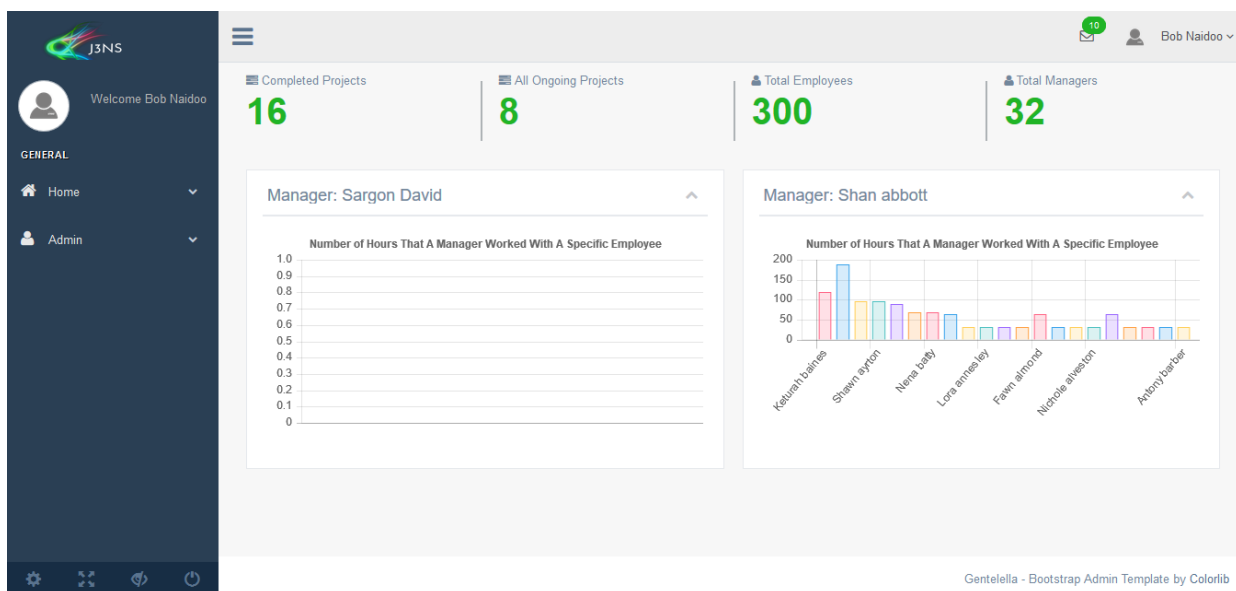 J3NS
10
Bob Naidoo
Welcome Bob Naidoo
GENERAL
Home
Admin
Completed Projects
16
All Ongoing Projects
8
Total Employees
300
Total Managers
32
Manager: Sargon David
Number of Hours That A Manager Worked With A Specific Employee
1.0
0.9
0.8
0.7
0.6
0.5
0.4
0.3
0.2
0.1
0
Manager: Shan abbott
Number of Hours That A Manager Worked With A Specific Employee
200
150
100
50
0
Keturah baines
Shawn ayrton
Nena batty
Lora annesley
Fawn almond
Nichole alveston
Antony barber
Gentelella - Bootstrap Admin Template by Colorlib